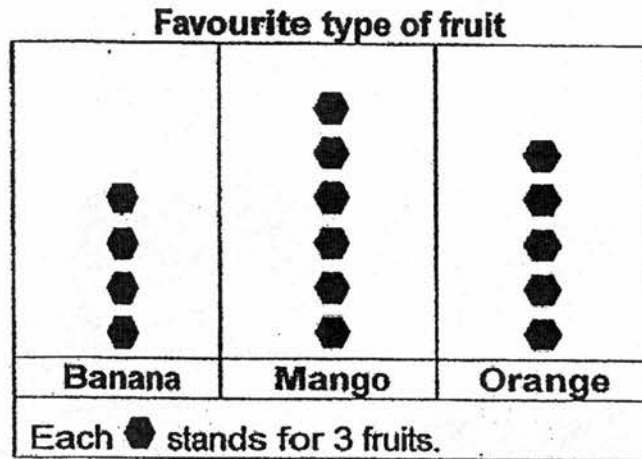 Favourite type of fruit
Banana Mango Orange
Each ⬢ stands for 3 fruits.